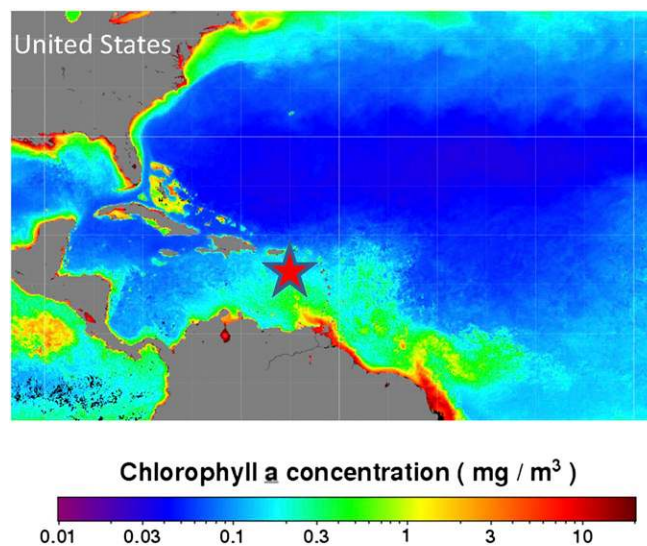 United States
Chlorophyll a concentration ( mg / m³ )
0.01 0.03 0.1 0.3 1 3 10